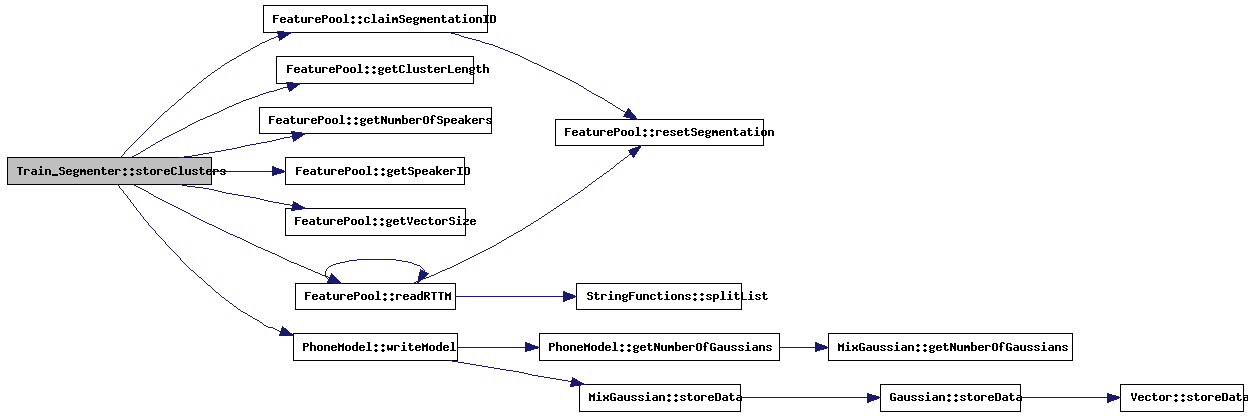 FeaturePool::claimSegmentationID
FeaturePool::getClusterLength
FeaturePool::getNumberOfSpeakers
FeaturePool::resetSegmentation
Train_Segmenter::storeClusters
FeaturePool::getSpeakerID
FeaturePool::getVectorSize
FeaturePool::readRTTM
StringFunctions::splitList
PhoneModel::writeModel
PhoneModel::getNumberOfGaussians
MixGaussian::getNumberOfGaussians
MixGaussian::storeData
Gaussian::storeData
Vector::storeData